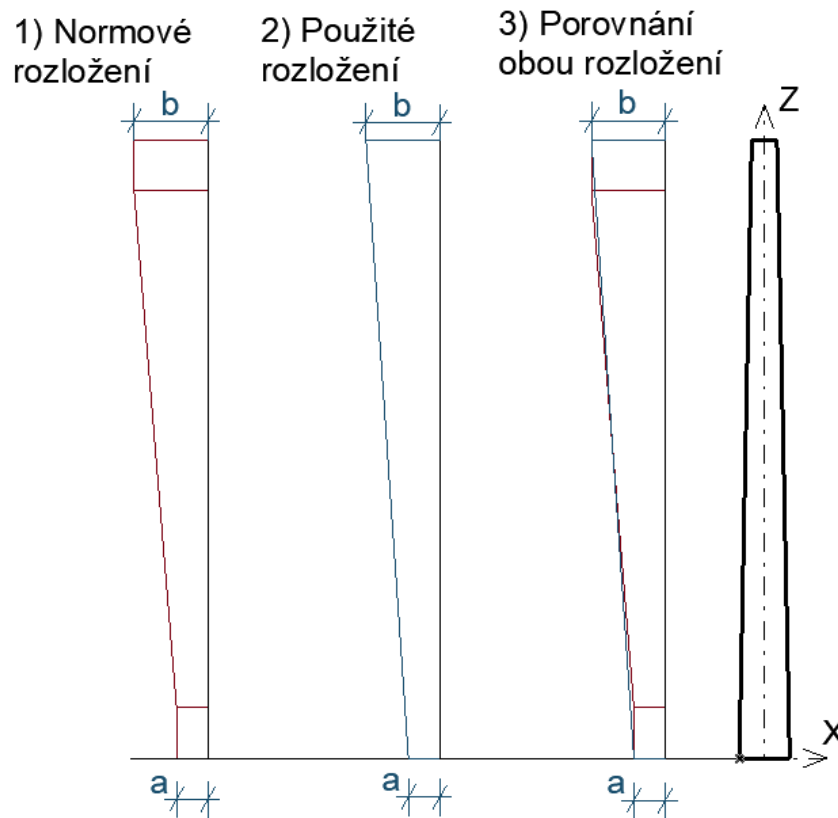 1) Normové
rozložení
2) Použité
rozložení
3) Porovnání
obou rozložení
b
b
b
Z
X
a
a
a